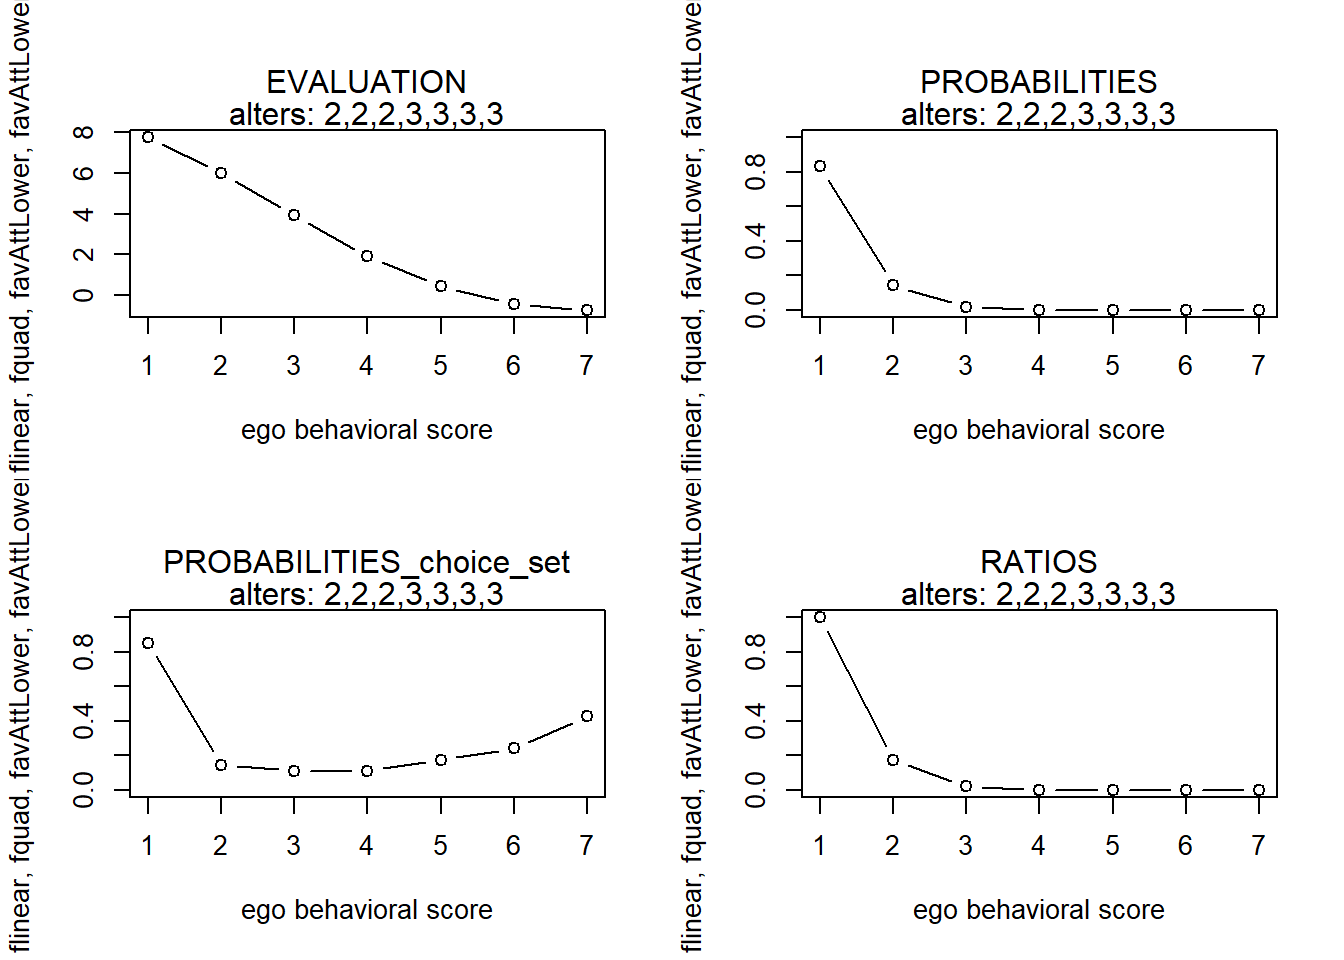 EVALUATION
alters: 2,2,2,3,3,3,3
flinear, fquad, favAttLower, favAttLowe
8
6
4
2
0
1 2 3 4 5 6 7
ego behavioral score
PROBABILITIES
alters: 2,2,2,3,3,3,3
flinear, fquad, favAttLower, favAttLowe
0.8
0.4
0.0
1 2 3 4 5 6 7
ego behavioral score
PROBABILITIES_choice_set
alters: 2,2,2,3,3,3,3
flinear, fquad, favAttLower, favAttLowe
0.8
0.4
0.0
1 2 3 4 5 6 7
ego behavioral score
RATIOS
alters: 2,2,2,3,3,3,3
flinear, fquad, favAttLower, favAttLowe
0.8
0.4
0.0
1 2 3 4 5 6 7
ego behavioral score